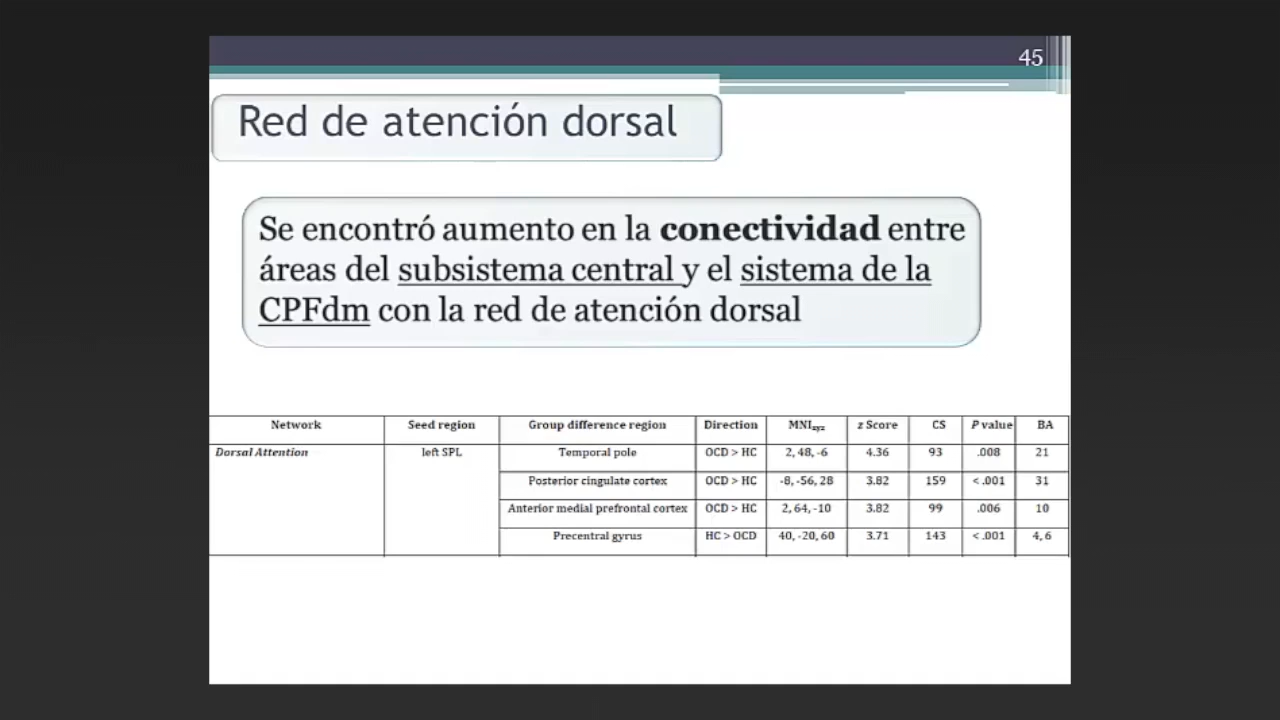 45
Red de atención dorsal
Se encontró aumento en la conectividad entre
áreas del subsistema central y el sistema de la
CPFdm con la red de atención dorsal
Network Seed region Group difference region Direction MNIxyz z Score CS P value BA
Dorsal Attention left SPL Temporal pole OCD > HC 2, 48, -6 4.36 93 .008 21
Posterior cingulate cortex OCD > HC -8, -56, 28 3.82 159 < .001 31
Anterior medial prefrontal cortex OCD > HC 2, 64, -10 3.82 99 .006 10
Precentral gyrus HC > OCD 40, -20, 60 3.71 143 < .001 4, 6